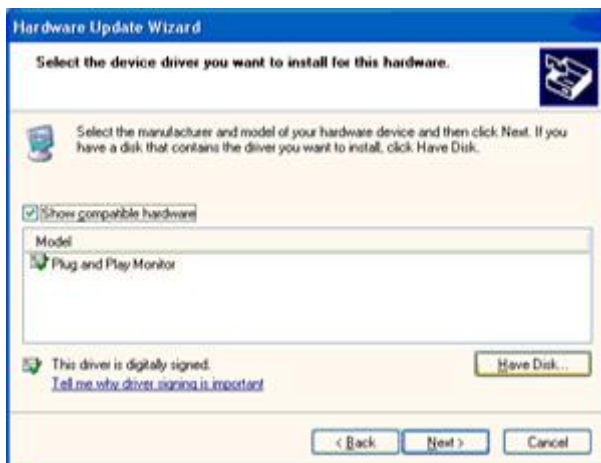 Hardware Update Wizard
Select the device driver you want to install for this hardware.
Select the manufacturer and model of your hardware device and then click Next. If you
have a disk that contains the driver you want to install, click Have Disk.
Show compatible hardware
Model
Plug and Play Monitor
This driver is digitally signed.
Have Disk...
Tell me why driver signing is important
< Back
Next >
Cancel